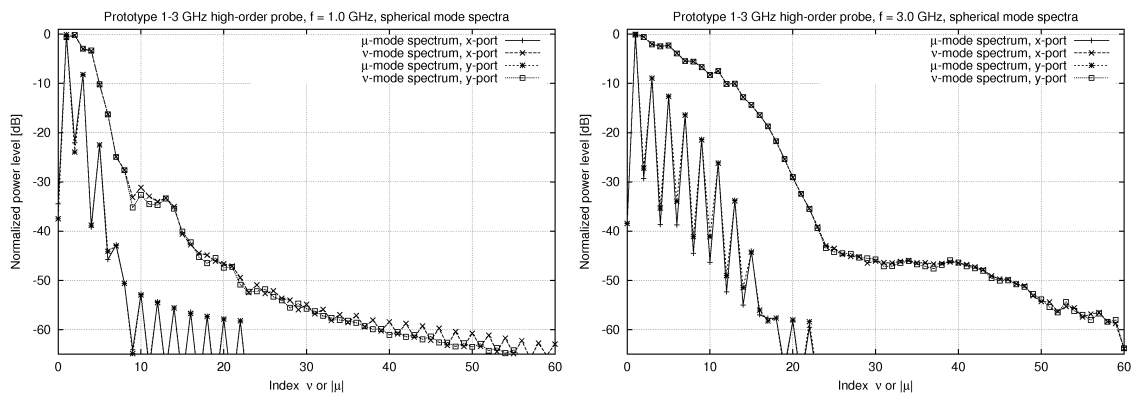 Prototype 1-3 GHz high-order probe, f = 1.0 GHz, spherical mode spectra
μ-mode spectrum, x-port
ν-mode spectrum, x-port
μ-mode spectrum, y-port
ν-mode spectrum, y-port
Normalized power level [dB]
0
-10
-20
-30
-40
-50
-60
0 10 20 30 40 50 60
Index ν or |μ|
Prototype 1-3 GHz high-order probe, f = 3.0 GHz, spherical mode spectra
μ-mode spectrum, x-port
ν-mode spectrum, x-port
μ-mode spectrum, y-port
ν-mode spectrum, y-port
Normalized power level [dB]
0
-10
-20
-30
-40
-50
-60
0 10 20 30 40 50 60
Index ν or |μ|